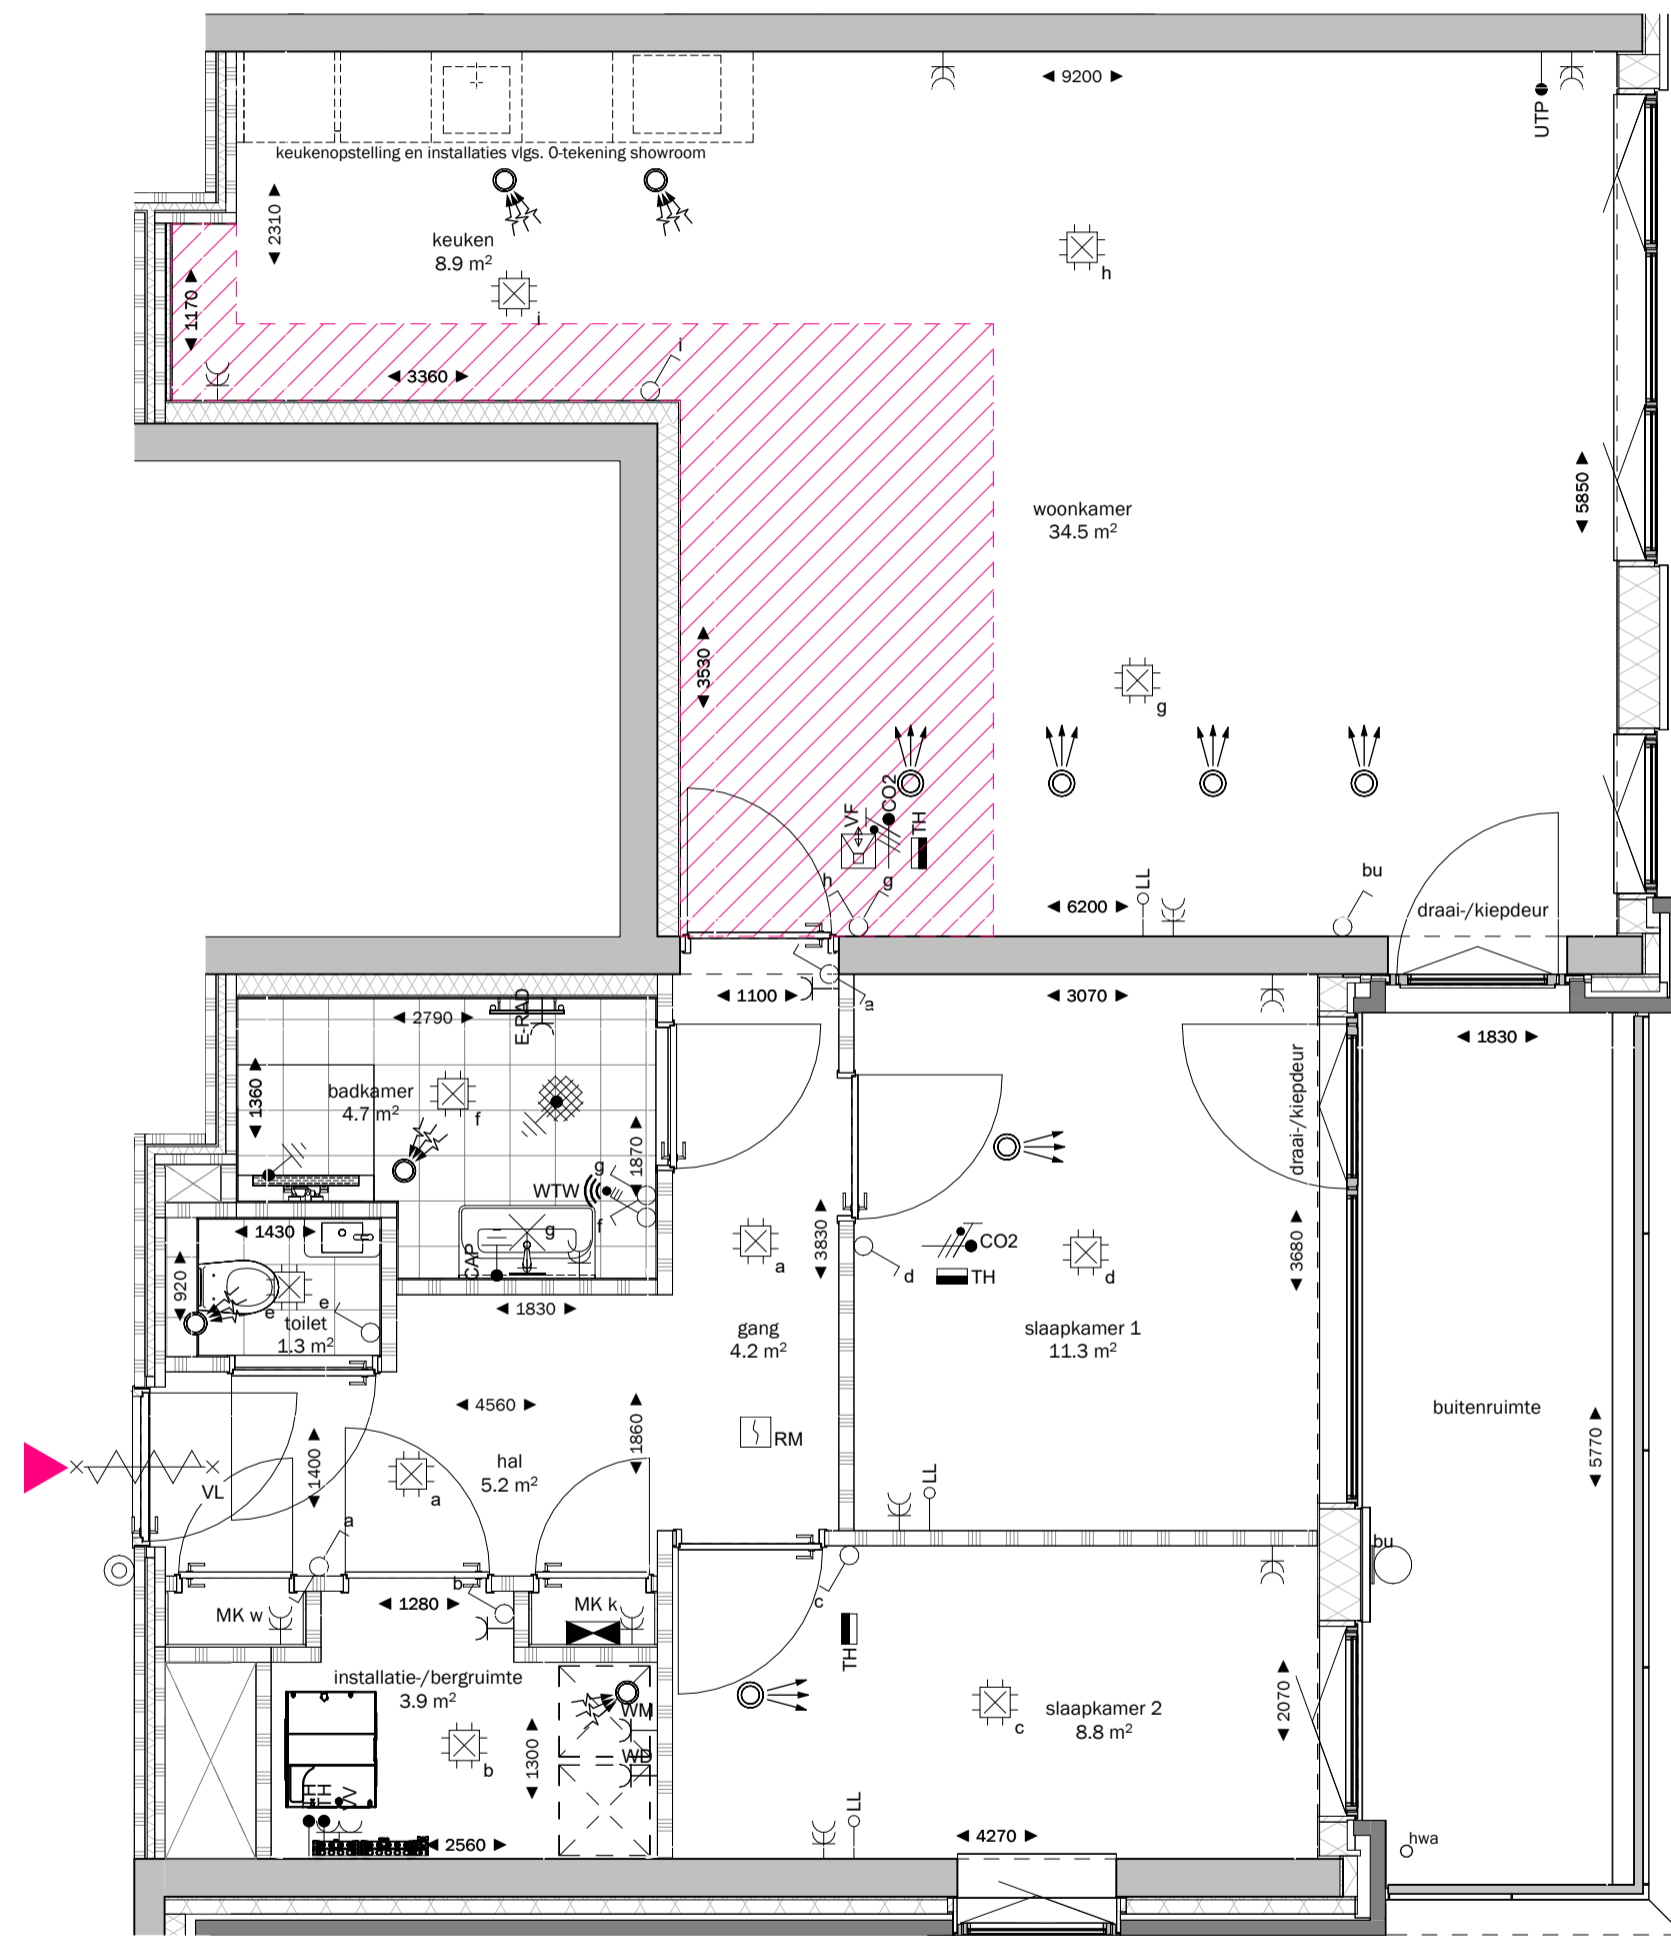 ◄ 9200 ►
UTP
keukenopstelling en installaties vlgs. 0-tekening showroom
◄ 2310 ►
keuken
8.9 m²
h
i
◄ 1170 ►
i
◄ 3360 ►
◄ 5850 ►
woonkamer
34.5 m²
◄ 3530 ►
g
CO2
VF
TH
h
g
LL
bu
◄ 6200 ►
draai-/kiepdeur
◄ 1100 ►
a
◄ 3070 ►
E-RAD
◄ 2790 ►
◄ 1830 ►
draai-/kiepdeur
◄ 1360 ►
badkamer
4.7 m²
f
◄ 1870 ►
g
WTW
f
◄ 1430 ►
g
CAP
◄ 3830 ►
a
d
CO2
TH
d
◄ 3680 ►
◄ 920 ►
e
e
toilet
1.3 m²
◄ 1830 ►
gang
4.2 m²
slaapkamer 1
11.3 m²
◄ 4560 ►
◄ 1860 ►
RM
buitenruimte
◄ 5770 ►
◄ 1400 ►
hal
5.2 m²
VL
a
LL
a
bu
b
c
MK w
◄ 1280 ►
MK k
TH
installatie-/bergruimte
3.9 m²
WM
slaapkamer 2
8.8 m²
c
◄ 2070 ►
WD
b
◄ 1300 ►
LL
◄ 2560 ►
◄ 4270 ►
hwa